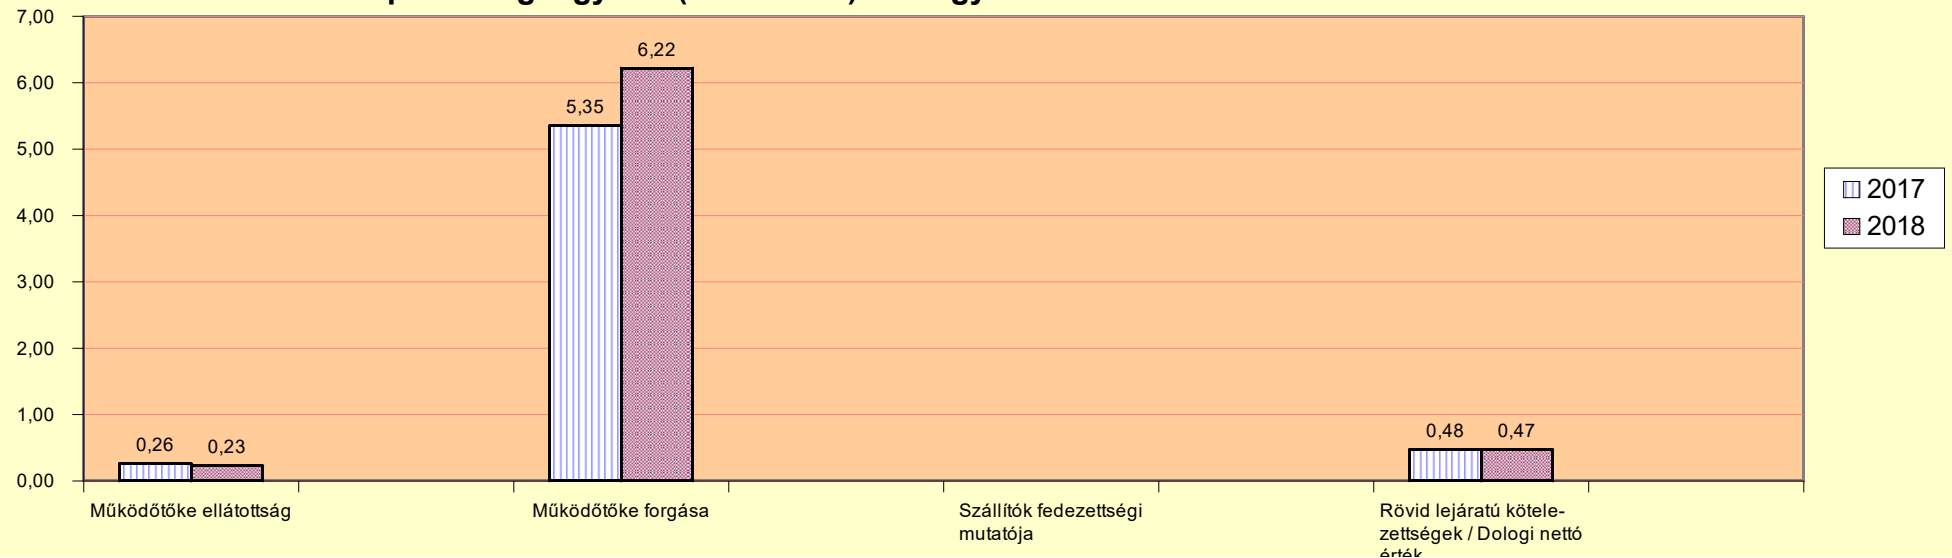 7,00
6,22
6,00
5,35
5,00
4,00
3,00
2,00
1,00
0,26
0,23
0,48
0,47
0,00
Működőtőke ellátottság
Működőtőke forgása
Szállítók fedezettségi
mutatója
Rövid lejáratú kötele-
zettségek / Dologi nettó
érték
2017
2018